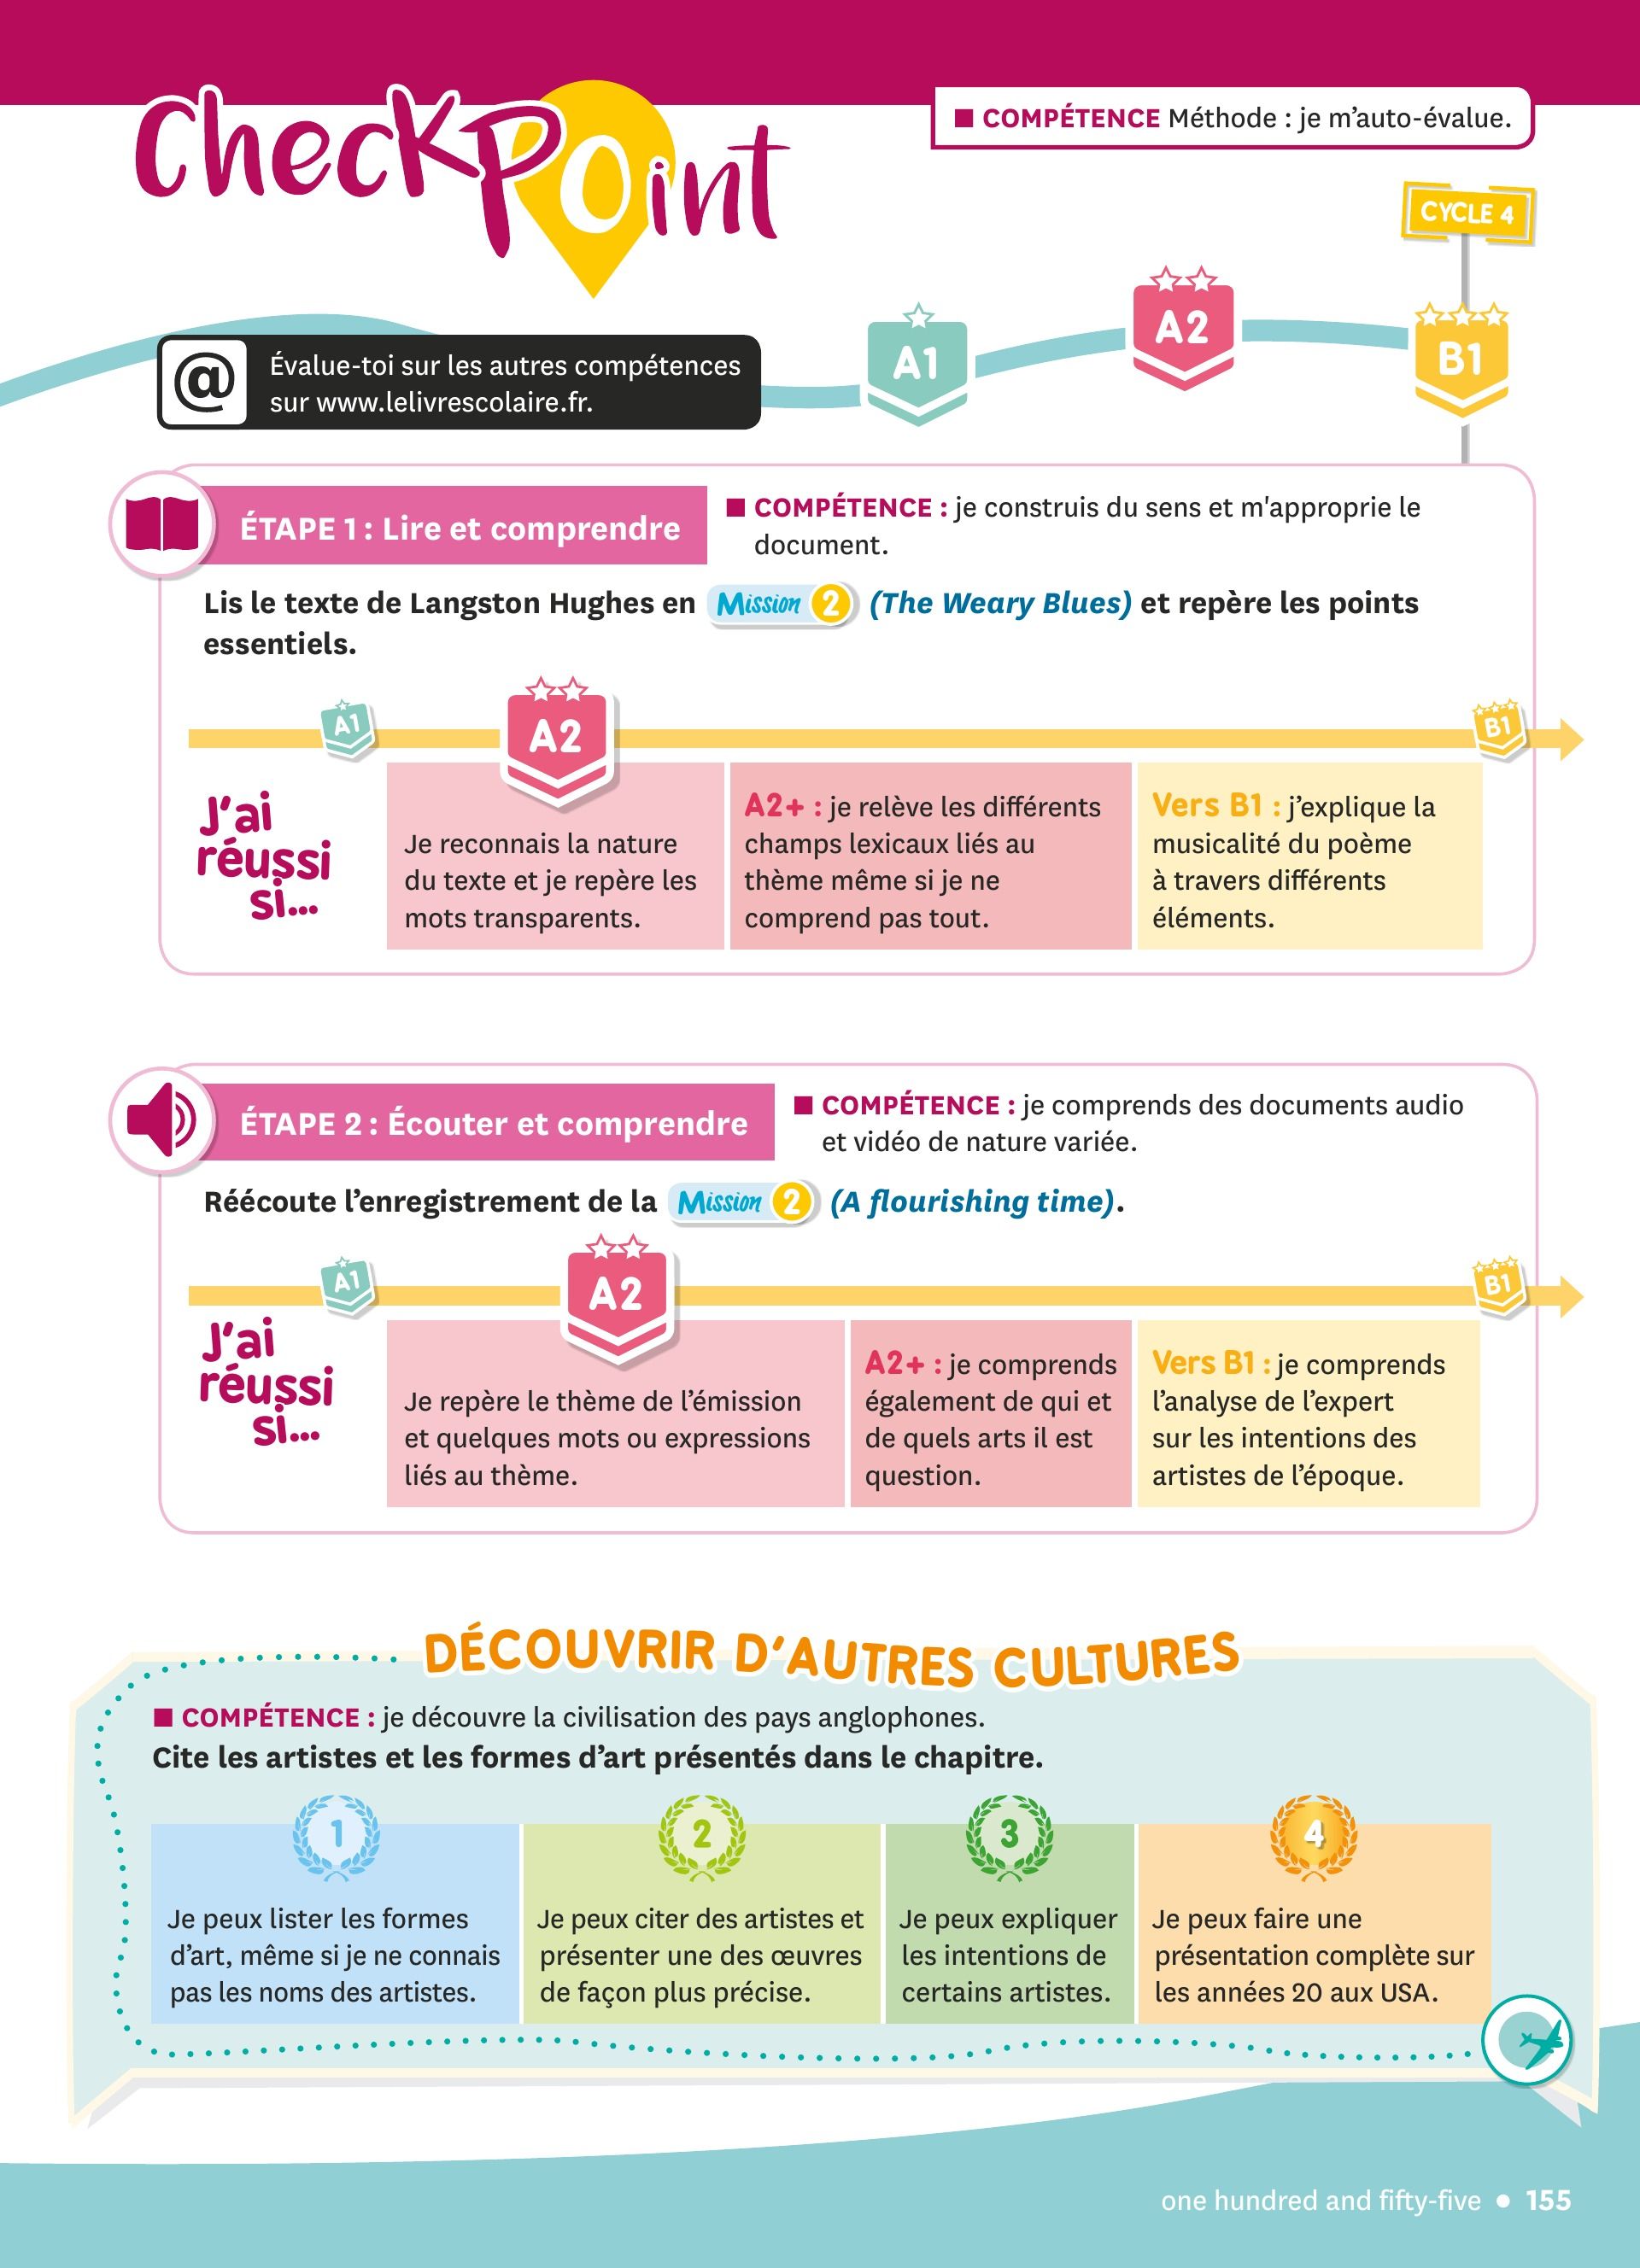 CheckPoint
■ COMPÉTENCE Méthode : je m’auto-évalue.
CYCLE 4
A1
A2
B1
@
Évalue-toi sur les autres compétences
sur www.lelivrescolaire.fr.
ÉTAPE 1 : Lire et comprendre
■ COMPÉTENCE : je construis du sens et m'approprie le
document.
Lis le texte de Langston Hughes en Mission 2 (The Weary Blues) et repère les points
essentiels.
A1
A2
B1
J’ai
réussi
si...
Je reconnais la nature
du texte et je repère les
mots transparents.
A2+ : je relève les différents
champs lexicaux liés au
thème même si je ne
comprend pas tout.
Vers B1 : j’explique la
musicalité du poème
à travers différents
éléments.
ÉTAPE 2 : Écouter et comprendre
■ COMPÉTENCE : je comprends des documents audio
et vidéo de nature variée.
Réécoute l’enregistrement de la Mission 2 (A flourishing time).
A1
A2
B1
J’ai
réussi
si...
Je repère le thème de l’émission
et quelques mots ou expressions
liés au thème.
A2+ : je comprends
également de qui et
de quels arts il est
question.
Vers B1 : je comprends
l’analyse de l’expert
sur les intentions des
artistes de l’époque.
DÉCOUVRIR D’AUTRES CULTURES
■ COMPÉTENCE : je découvre la civilisation des pays anglophones.
Cite les artistes et les formes d’art présentés dans le chapitre.
1
Je peux lister les formes
d’art, même si je ne connais
pas les noms des artistes.
2
Je peux citer des artistes et
présenter une des œuvres
de façon plus précise.
3
Je peux expliquer
les intentions de
certains artistes.
4
Je peux faire une
présentation complète sur
les années 20 aux USA.
one hundred and fifty-five • 155